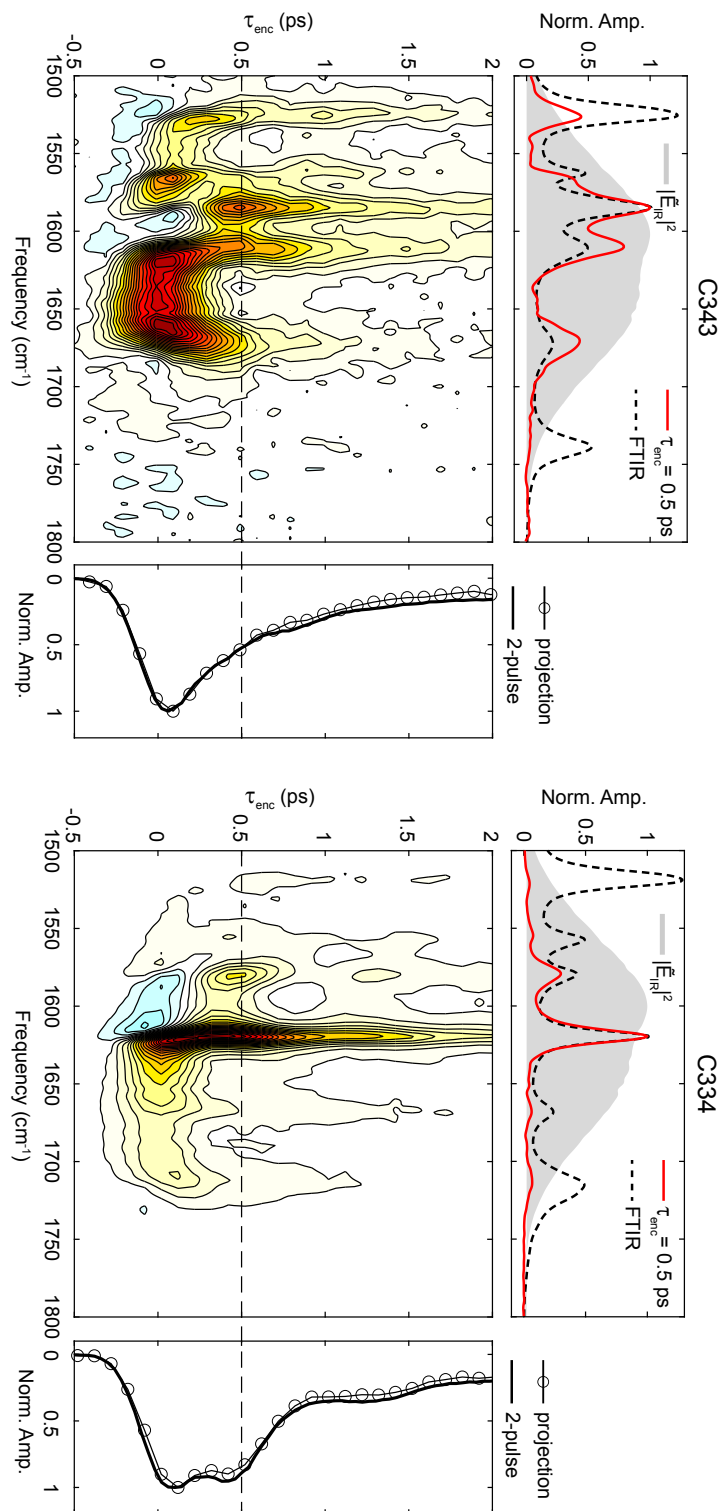 C343
Norm. Amp.
0
0.5
1
|Ẽ_IR|²
τ_enc = 0.5 ps
FTIR
τ_enc (ps)
-0.5
0
0.5
1
1.5
2
1500
1550
1600
1650
1700
1750
1800
Frequency (cm⁻¹)
projection
2-pulse
0
0.5
1
Norm. Amp.
C334
Norm. Amp.
0
0.5
1
|Ẽ_IR|²
τ_enc = 0.5 ps
FTIR
τ_enc (ps)
-0.5
0
0.5
1
1.5
2
1500
1550
1600
1650
1700
1750
1800
Frequency (cm⁻¹)
projection
2-pulse
0
0.5
1
Norm. Amp.